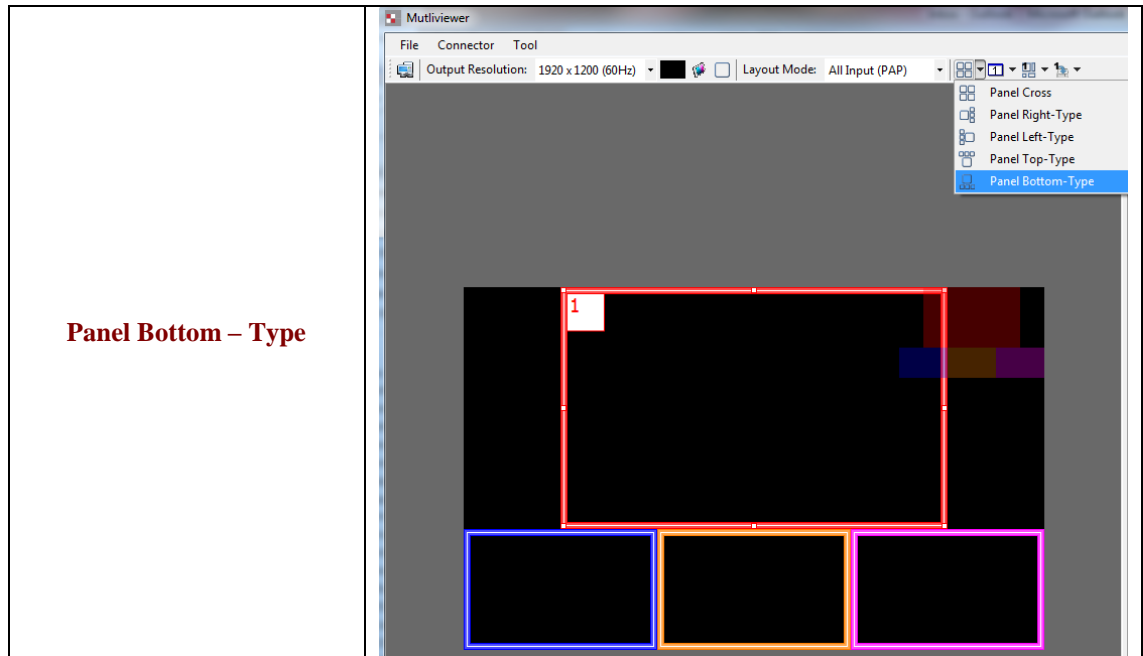 Panel Bottom – Type
Mutliviewer
File Connector Tool
Output Resolution: 1920 x 1200 (60Hz) Layout Mode: All Input (PAP) 1
Panel Cross
Panel Right-Type
Panel Left-Type
Panel Top-Type
Panel Bottom-Type
1